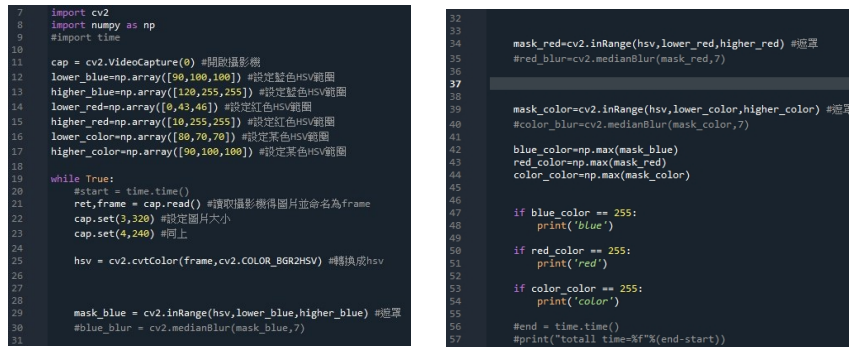 7 import cv2
8 import numpy as np
9 #import time
10
11 cap = cv2.VideoCapture(0) #開啟攝影機
12 lower_blue=np.array([90,100,100]) #設定藍色HSV範圍
13 higher_blue=np.array([120,255,255]) #設定藍色HSV範圍
14 lower_red=np.array([0,43,46]) #設定紅色HSV範圍
15 higher_red=np.array([10,255,255]) #設定紅色HSV範圍
16 lower_color=np.array([80,70,70]) #設定某色HSV範圍
17 higher_color=np.array([90,100,100]) #設定某色HSV範圍
18
19 while True:
20 #start = time.time()
21 ret,frame = cap.read() #讀取攝影機得圖片並命名為frame
22 cap.set(3,320) #設定圖片大小
23 cap.set(4,240) #同上
24
25 hsv = cv2.cvtColor(frame,cv2.COLOR_BGR2HSV) #轉換成hsv
26
27
28
29 mask_blue = cv2.inRange(hsv,lower_blue,higher_blue) #遮罩
30 #blue_blur = cv2.medianBlur(mask_blue,7)
31
32
33
34 mask_red=cv2.inRange(hsv,lower_red,higher_red) #遮罩
35 #red_blur=cv2.medianBlur(mask_red,7)
36
37
38
39 mask_color=cv2.inRange(hsv,lower_color,higher_color) #遮
40 #color_blur=cv2.medianBlur(mask_color,7)
41
42 blue_color=np.max(mask_blue)
43 red_color=np.max(mask_red)
44 color_color=np.max(mask_color)
45
46
47 if blue_color == 255:
48 print('blue')
49
50 if red_color == 255:
51 print('red')
52
53 if color_color == 255:
54 print('color')
55
56 #end = time.time()
57 #print("totall time=%f"%(end-start))